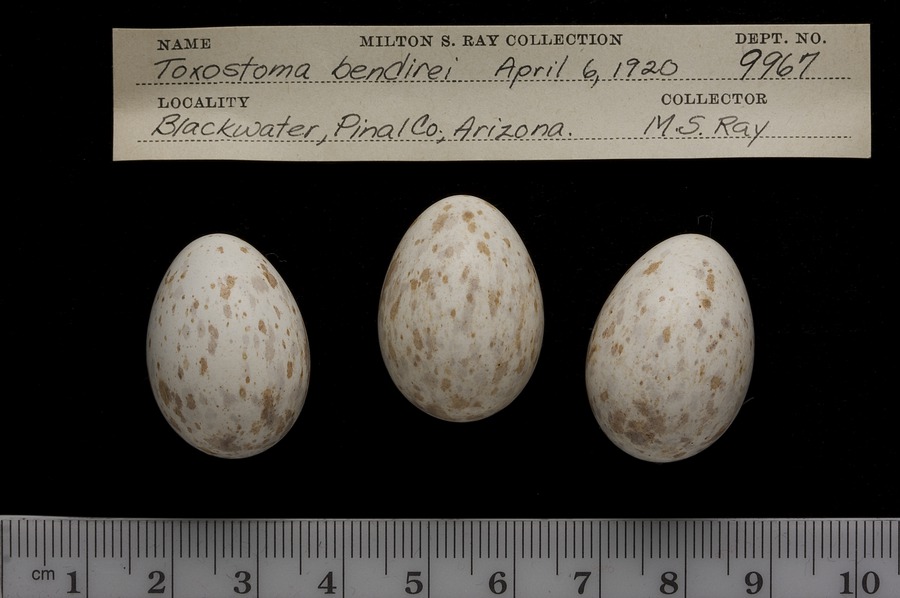 NAME MILTON S. RAY COLLECTION DEPT. NO.
Toxostoma bendirei April 6, 1920 9967
LOCALITY COLLECTOR
Blackwater, Pinal Co., Arizona. M.S. Ray
cm 1 2 3 4 5 6 7 8 9 10